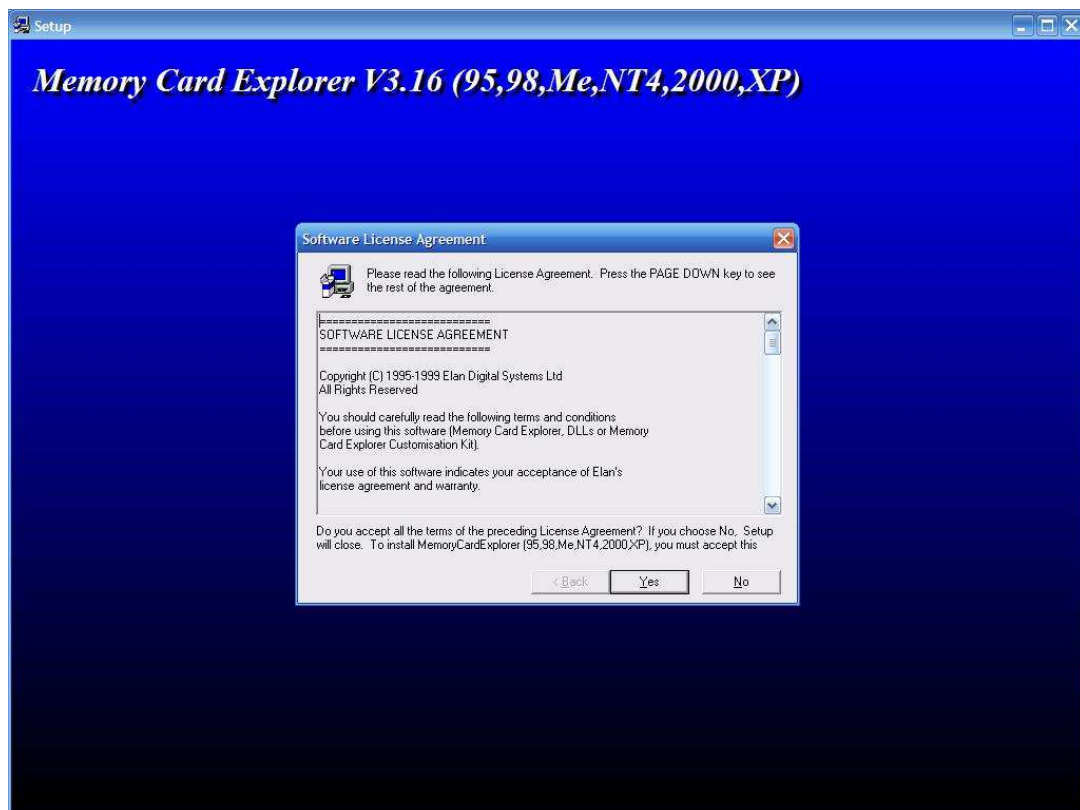 Setup
Memory Card Explorer V3.16 (95,98,Me,NT4,2000,XP)
Software License Agreement
Please read the following License Agreement. Press the PAGE DOWN key to see
the rest of the agreement.
===========================
SOFTWARE LICENSE AGREEMENT
===========================
Copyright (C) 1995-1999 Elan Digital Systems Ltd
All Rights Reserved
You should carefully read the following terms and conditions
before using this software (Memory Card Explorer, DLLs or Memory
Card Explorer Customisation Kit).
Your use of this software indicates your acceptance of Elan's
license agreement and warranty.
Do you accept all the terms of the preceding License Agreement? If you choose No, Setup
will close. To install MemoryCardExplorer (95,98,Me,NT4,2000,XP), you must accept this
< Back
Yes
No